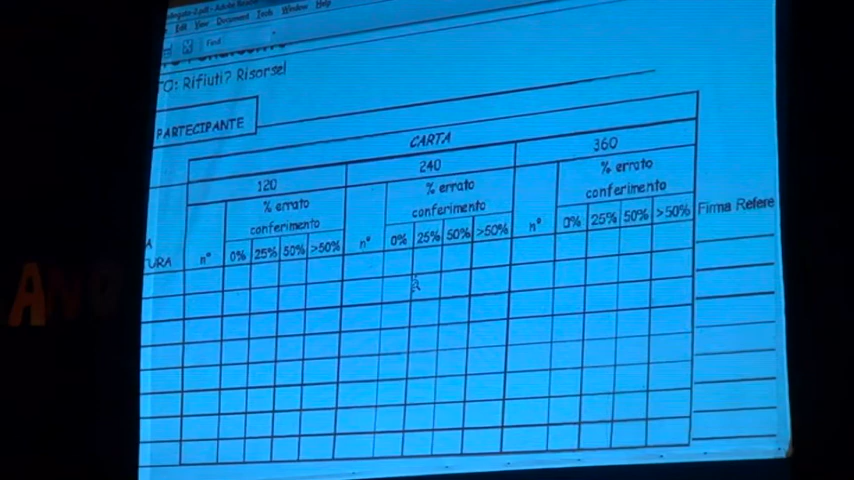 Edit View Document Tools Window Help
Find
TO: Rifiuti? Risorse!
PARTECIPANTE
CARTA
120 240 360
% errato % errato % errato
conferimento conferimento conferimento
n° 0% 25% 50% >50% n° 0% 25% 50% >50% n° 0% 25% 50% >50% Firma Refere
A
TURA